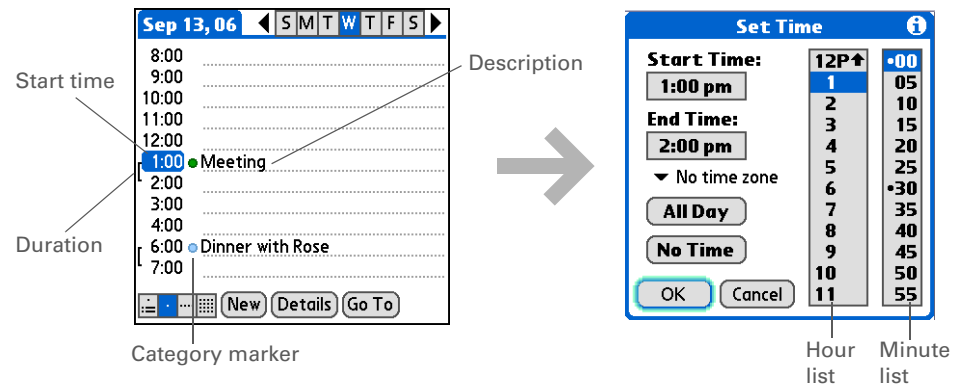 Sep 13, 06 S M T W T F S
8:00
9:00
10:00
11:00
12:00
1:00 Meeting
2:00
3:00
4:00
6:00 Dinner with Rose
7:00
New Details Go To
Start time
Duration
Description
Category marker
Set Time
Start Time:
1:00 pm
End Time:
2:00 pm
No time zone
All Day
No Time
OK Cancel
12P
1
2
3
4
5
6
7
8
9
10
11
00
05
10
15
20
25
30
35
40
45
50
55
Hour list
Minute list